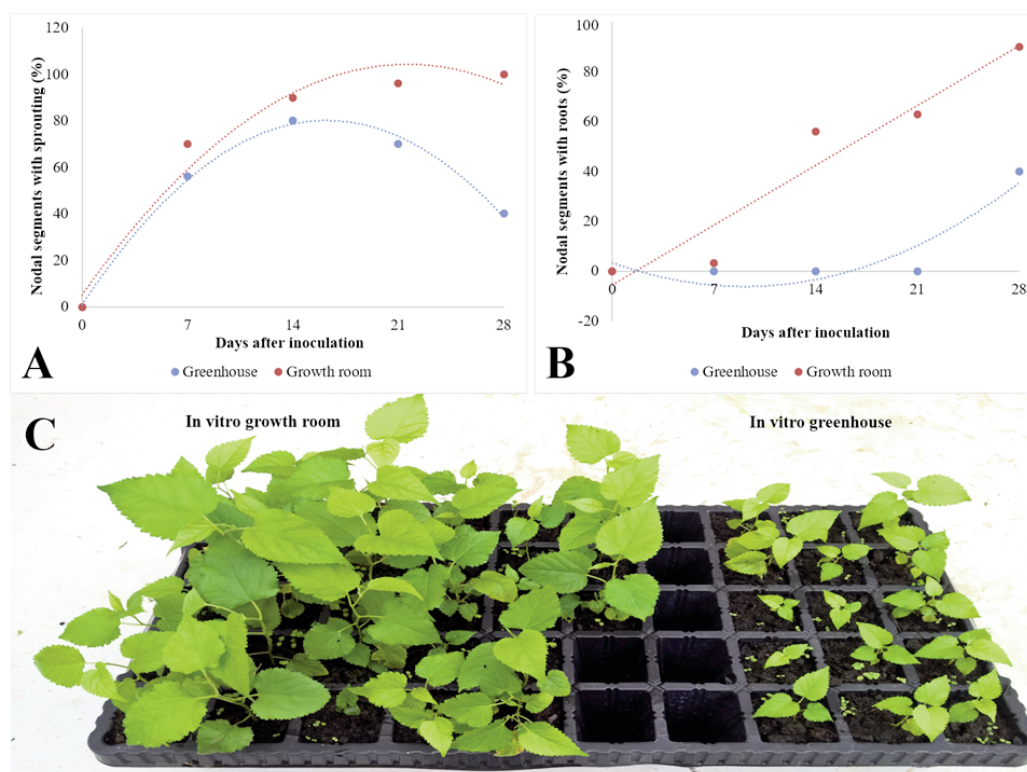 120
100
80
60
40
20
0
Nodal segments with sprouting (%)
0 7 14 21 28
Days after inoculation
Greenhouse Growth room
A
100
80
60
40
20
0
-20
Nodal segments with roots (%)
0 7 14 21 28
Days after inoculation
Greenhouse Growth room
B
C
In vitro growth room
In vitro greenhouse